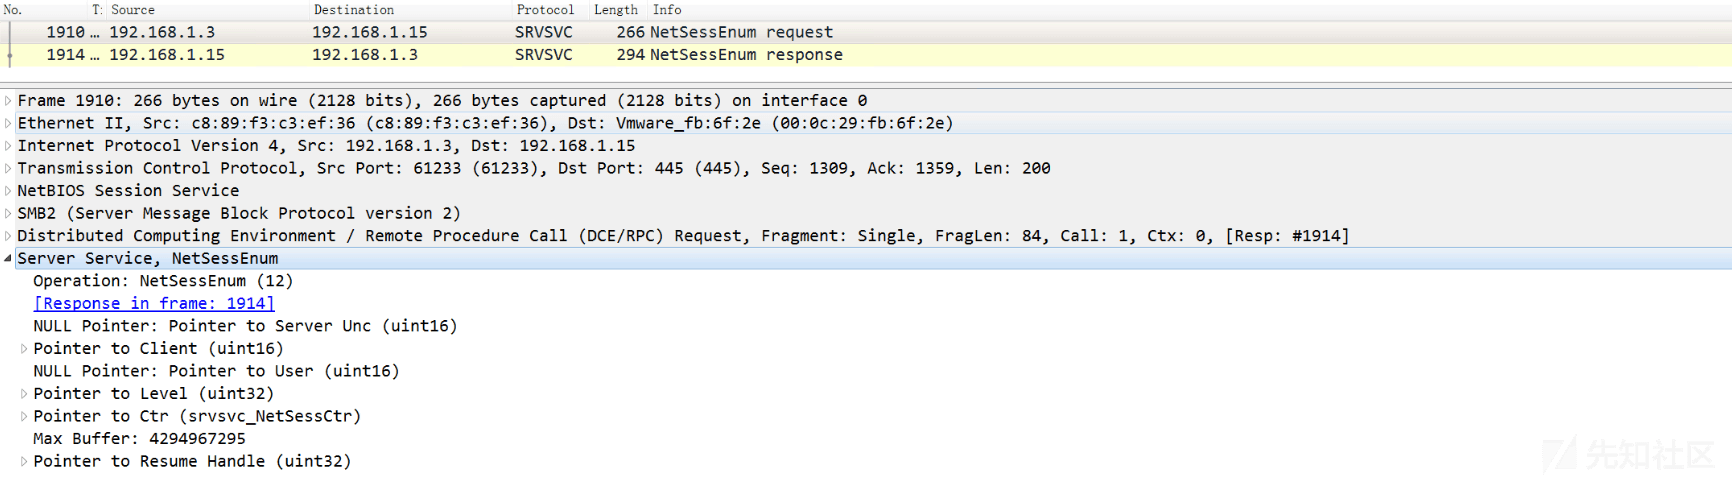 No. T: Source Destination Protocol Length Info
1910 … 192.168.1.3 192.168.1.15 SRVSVC 266 NetSessEnum request
1914 … 192.168.1.15 192.168.1.3 SRVSVC 294 NetSessEnum response
Frame 1910: 266 bytes on wire (2128 bits), 266 bytes captured (2128 bits) on interface 0
Ethernet II, Src: c8:89:f3:c3:ef:36 (c8:89:f3:c3:ef:36), Dst: Vmware_fb:6f:2e (00:0c:29:fb:6f:2e)
Internet Protocol Version 4, Src: 192.168.1.3, Dst: 192.168.1.15
Transmission Control Protocol, Src Port: 61233 (61233), Dst Port: 445 (445), Seq: 1309, Ack: 1359, Len: 200
NetBIOS Session Service
SMB2 (Server Message Block Protocol version 2)
Distributed Computing Environment / Remote Procedure Call (DCE/RPC) Request, Fragment: Single, FragLen: 84, Call: 1, Ctx: 0, [Resp: #1914]
Server Service, NetSessEnum
Operation: NetSessEnum (12)
[Response in frame: 1914]
NULL Pointer: Pointer to Server Unc (uint16)
Pointer to Client (uint16)
NULL Pointer: Pointer to User (uint16)
Pointer to Level (uint32)
Pointer to Ctr (srvsvc_NetSessCtr)
Max Buffer: 4294967295
Pointer to Resume Handle (uint32)
先知社区